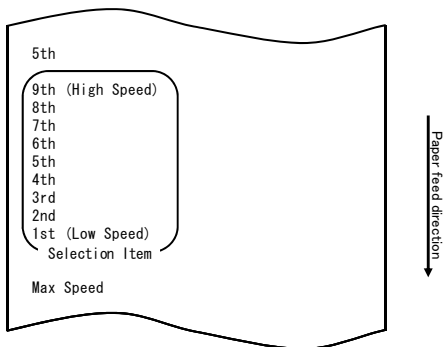 5th
9th (High Speed)
8th
7th
6th
5th
4th
3rd
2nd
1st (Low Speed)
Selection Item
Max Speed
Paper feed direction